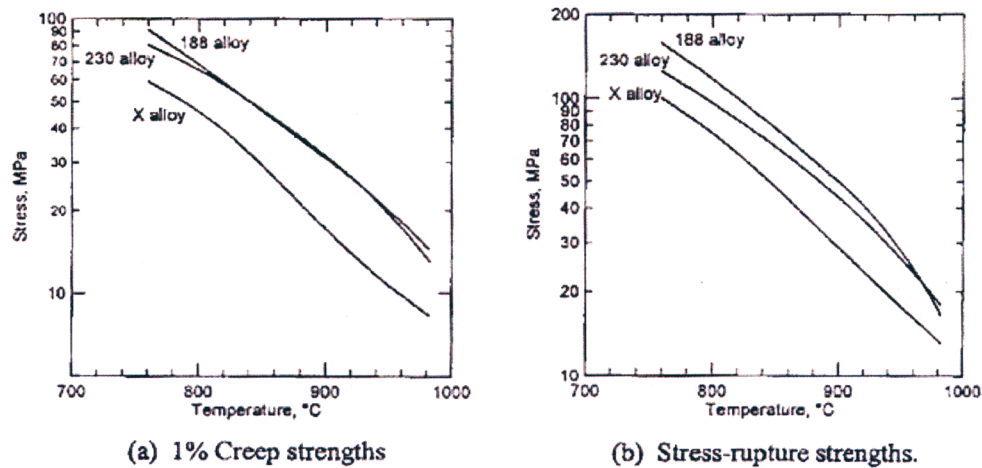 100
90
80
70
60
50
40
30
20
10
Stress, MPa
188 alloy
230 alloy
X alloy
700 800 900 1000
Temperature, °C
(a) 1% Creep strengths
200
100
90
80
70
60
50
40
30
20
10
Stress, MPa
188 alloy
230 alloy
X alloy
700 800 900 1000
Temperature, °C
(b) Stress-rupture strengths.